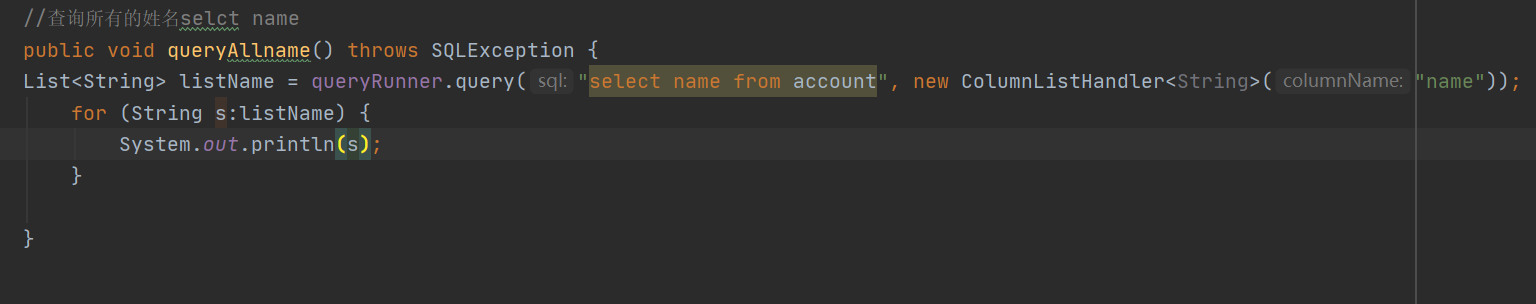 //查询所有的姓名selct name
public void queryAllname() throws SQLException {
List<String> listName = queryRunner.query( sql: "select name from account", new ColumnListHandler<String>( columnName: "name"));
for (String s:listName) {
System.out.println(s);
}
}